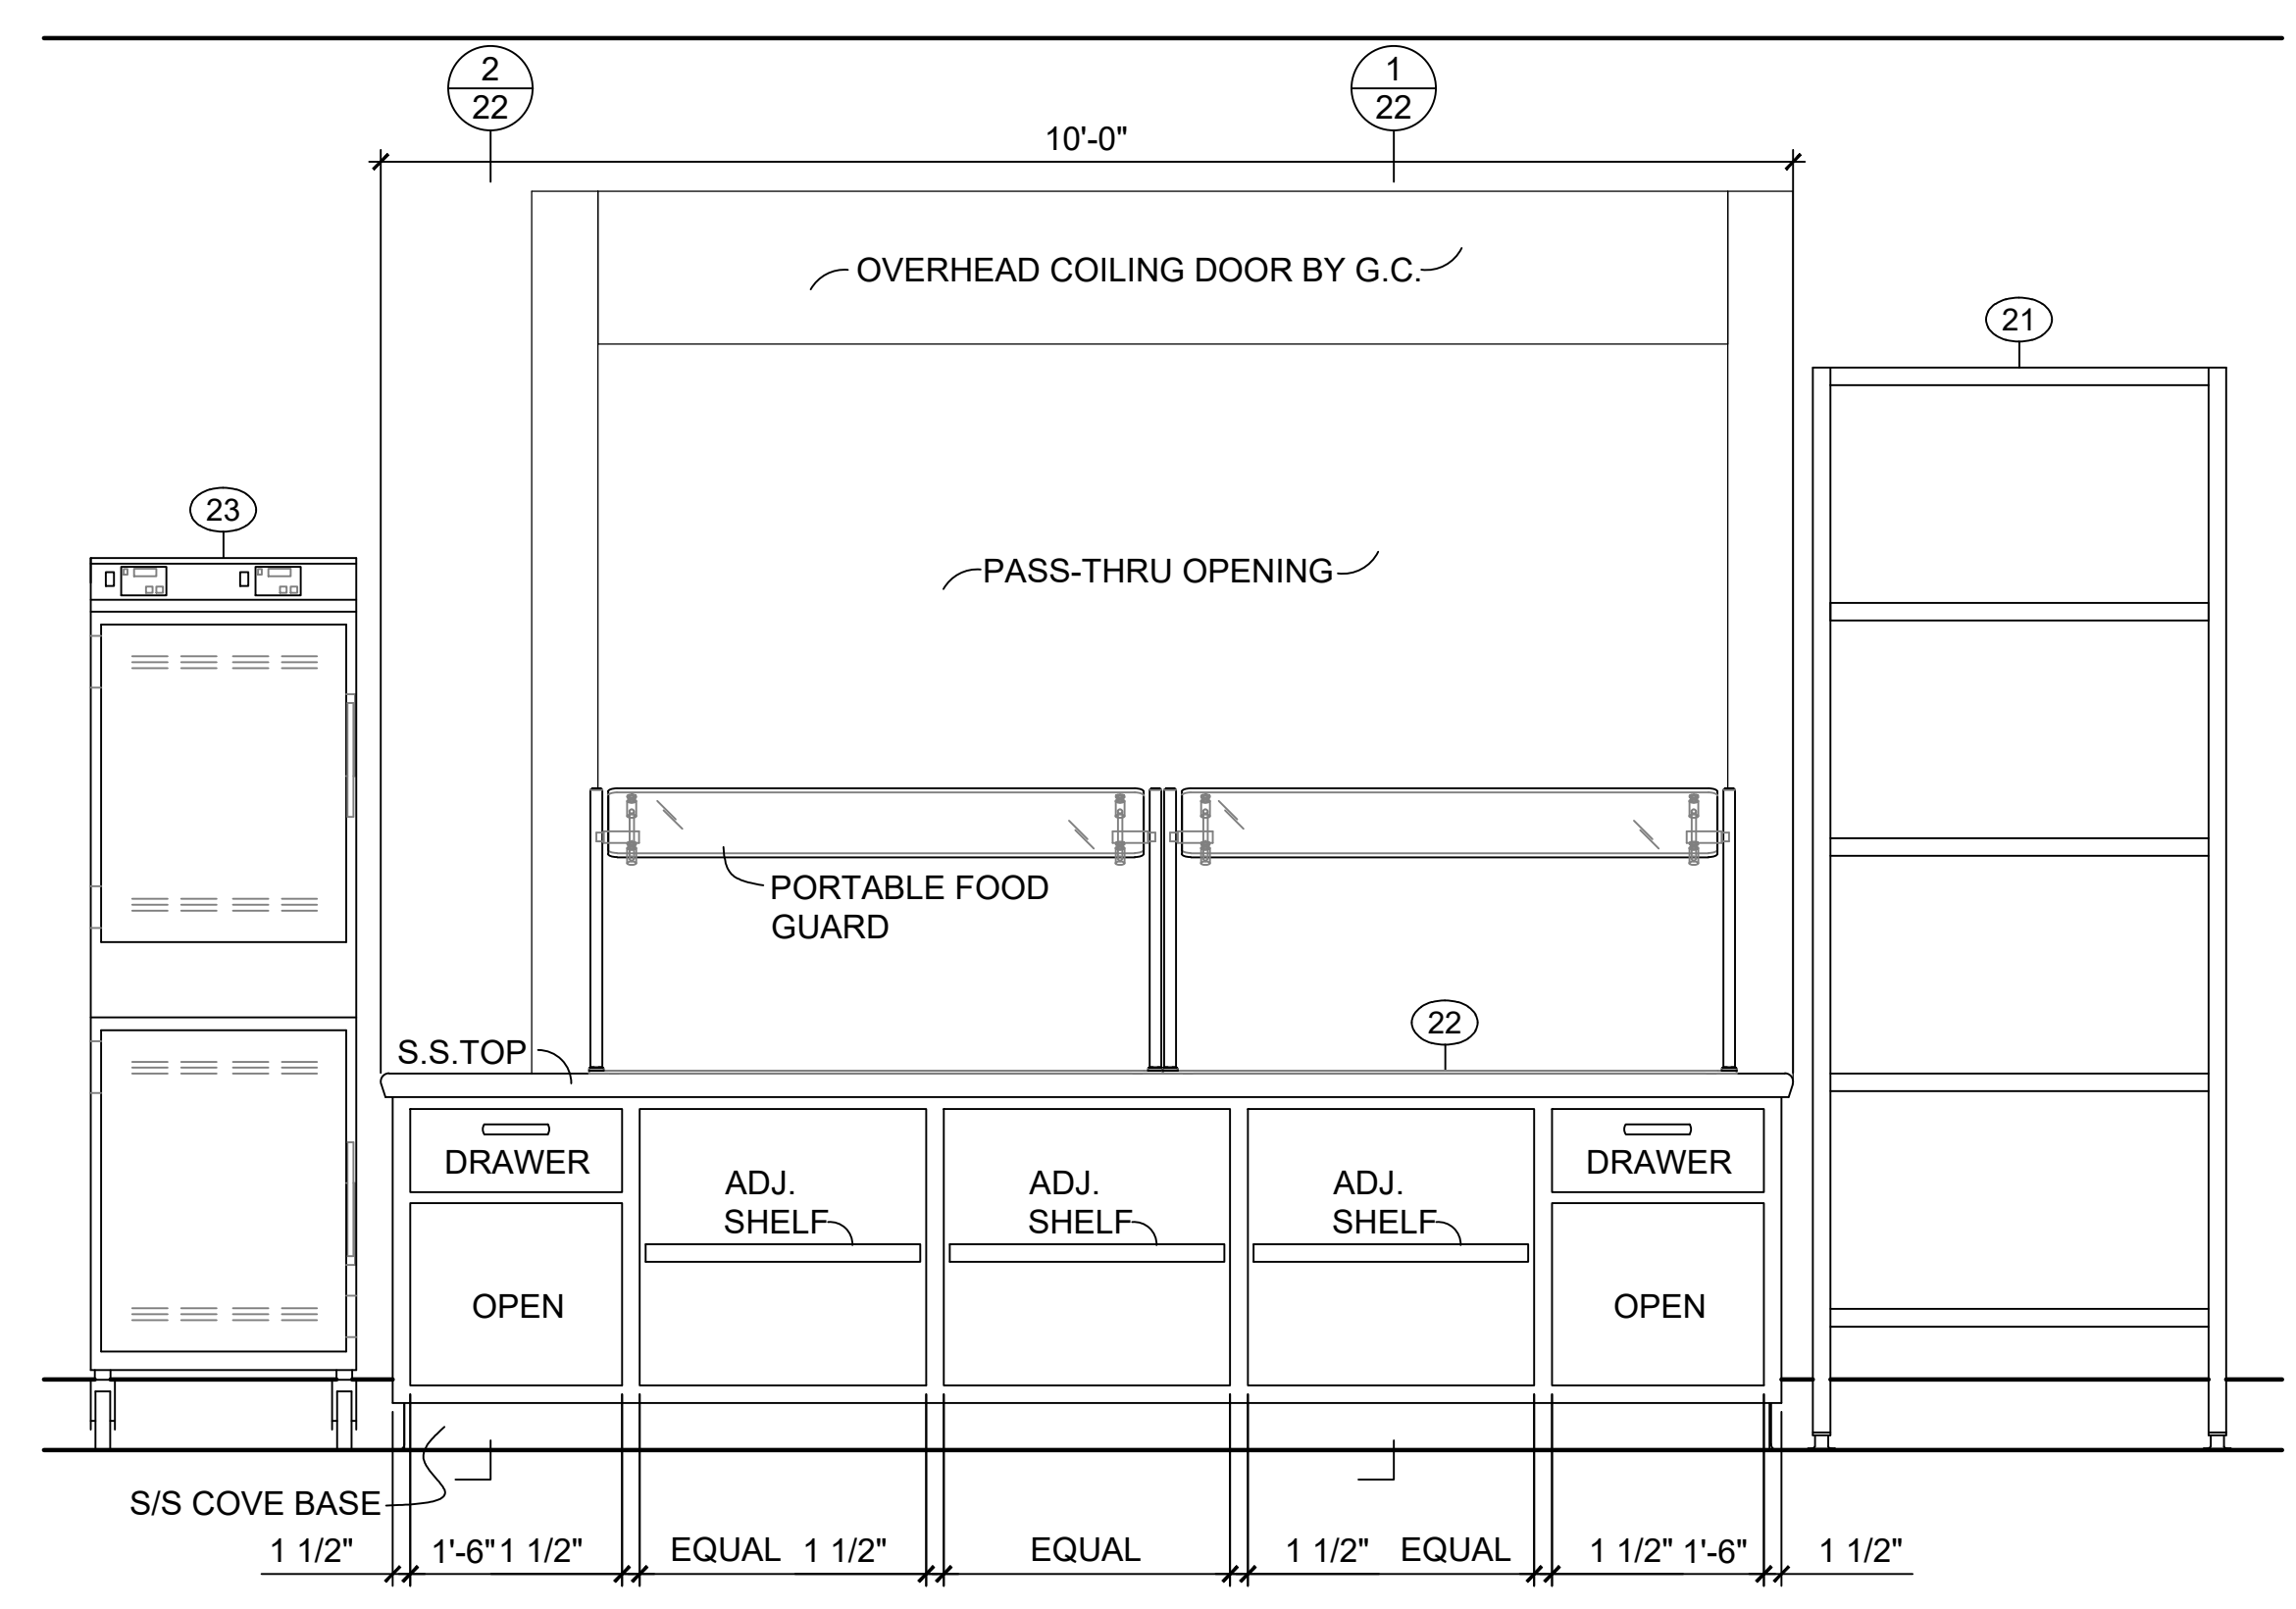 2
22
1
22
10'-0"
OVERHEAD COILING DOOR BY G.C.
21
23
PASS-THRU OPENING
PORTABLE FOOD
GUARD
22
S.S.TOP
DRAWER
ADJ.
SHELF
ADJ.
SHELF
ADJ.
SHELF
DRAWER
OPEN
OPEN
S/S COVE BASE
1 1/2" 1'-6" 1 1/2" EQUAL 1 1/2" EQUAL 1 1/2" EQUAL 1 1/2" 1'-6" 1 1/2"